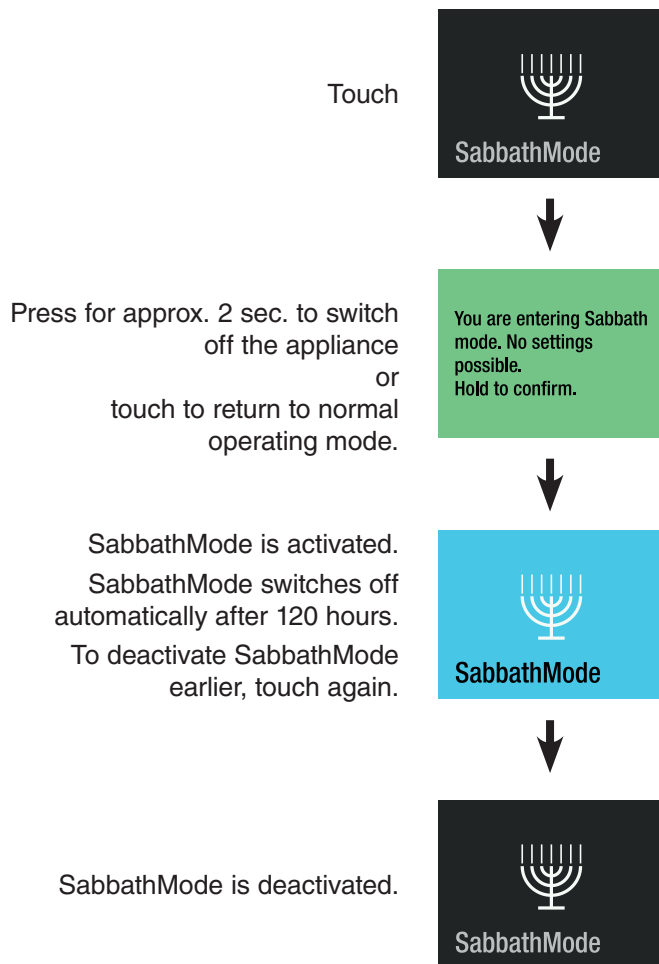 Touch
SabbathMode
Press for approx. 2 sec. to switch
off the appliance
or
touch to return to normal
operating mode.
You are entering Sabbath
mode. No settings
possible.
Hold to confirm.
SabbathMode is activated.
SabbathMode switches off
automatically after 120 hours.
To deactivate SabbathMode
earlier, touch again.
SabbathMode
SabbathMode is deactivated.
SabbathMode